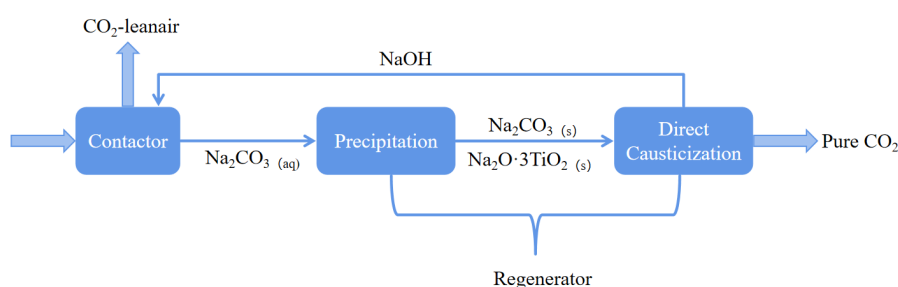 CO₂-leanair
NaOH
Contactor
Na₂CO₃ (aq)
Precipitation
Na₂CO₃ (s)
Na₂O·3TiO₂ (s)
Direct
Causticization
Pure CO₂
Regenerator